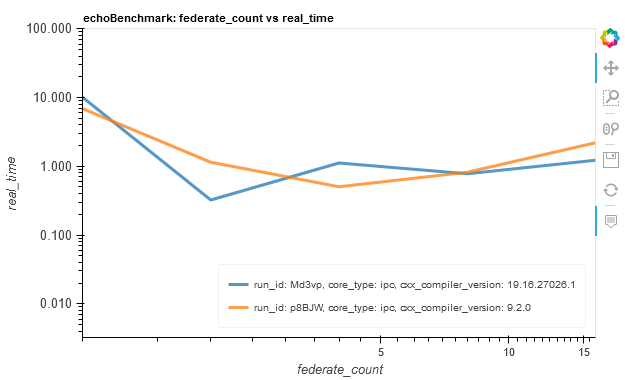 echoBenchmark: federate_count vs real_time
100.000
10.000
1.000
0.100
0.010
real_time
run_id: Md3vp, core_type: ipc, cxx_compiler_version: 19.16.27026.1
run_id: p8BJW, core_type: ipc, cxx_compiler_version: 9.2.0
5
10
15
federate_count